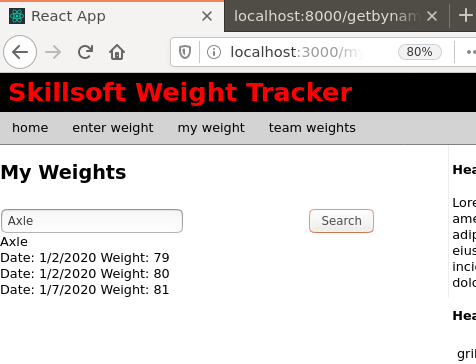 React App
localhost:8000/getbynam
localhost:3000/my
80%
Skillsoft Weight Tracker
home enter weight my weight team weights
My Weights
Axle Search
Axle
Date: 1/2/2020 Weight: 79
Date: 1/2/2020 Weight: 80
Date: 1/7/2020 Weight: 81
Hea
Lore
ame
adip
eius
inci
dolo
Hea
gril